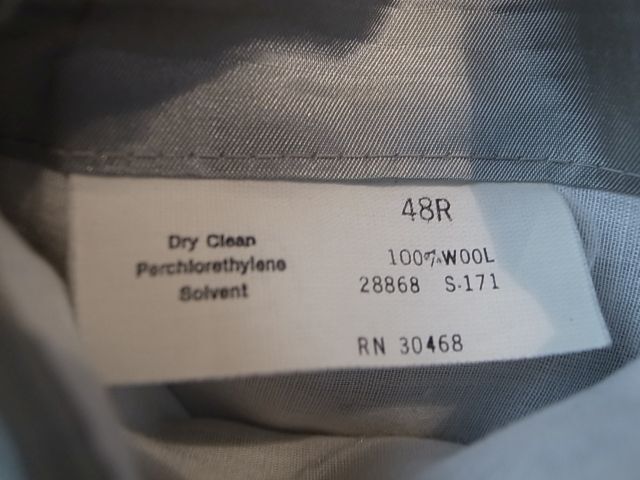 48R
Dry Clean
Perchlorethylene
Solvent
100% WOOL
28868 S-171
RN 30468